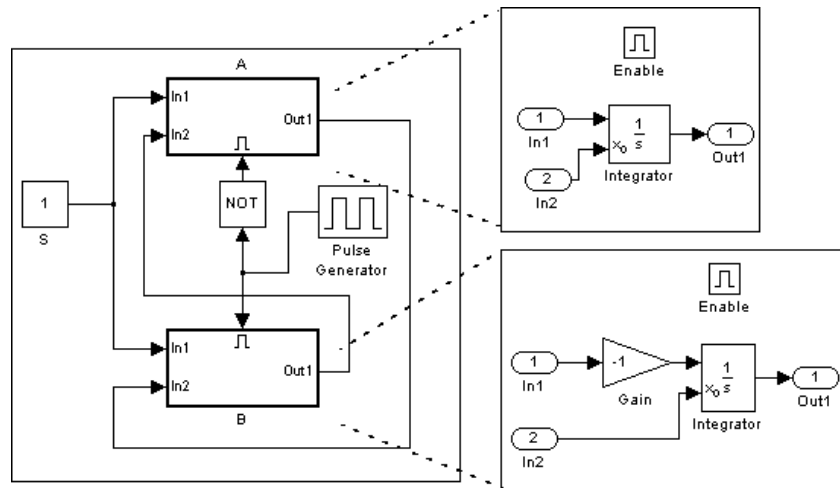 A
In1
In2
Out1
1
S
NOT
Pulse
Generator
In1
In2
Out1
B
Enable
1
In1
2
In2
x0
1
s
Integrator
1
Out1
Enable
1
In1
-1
Gain
2
In2
x0
1
s
Integrator
1
Out1